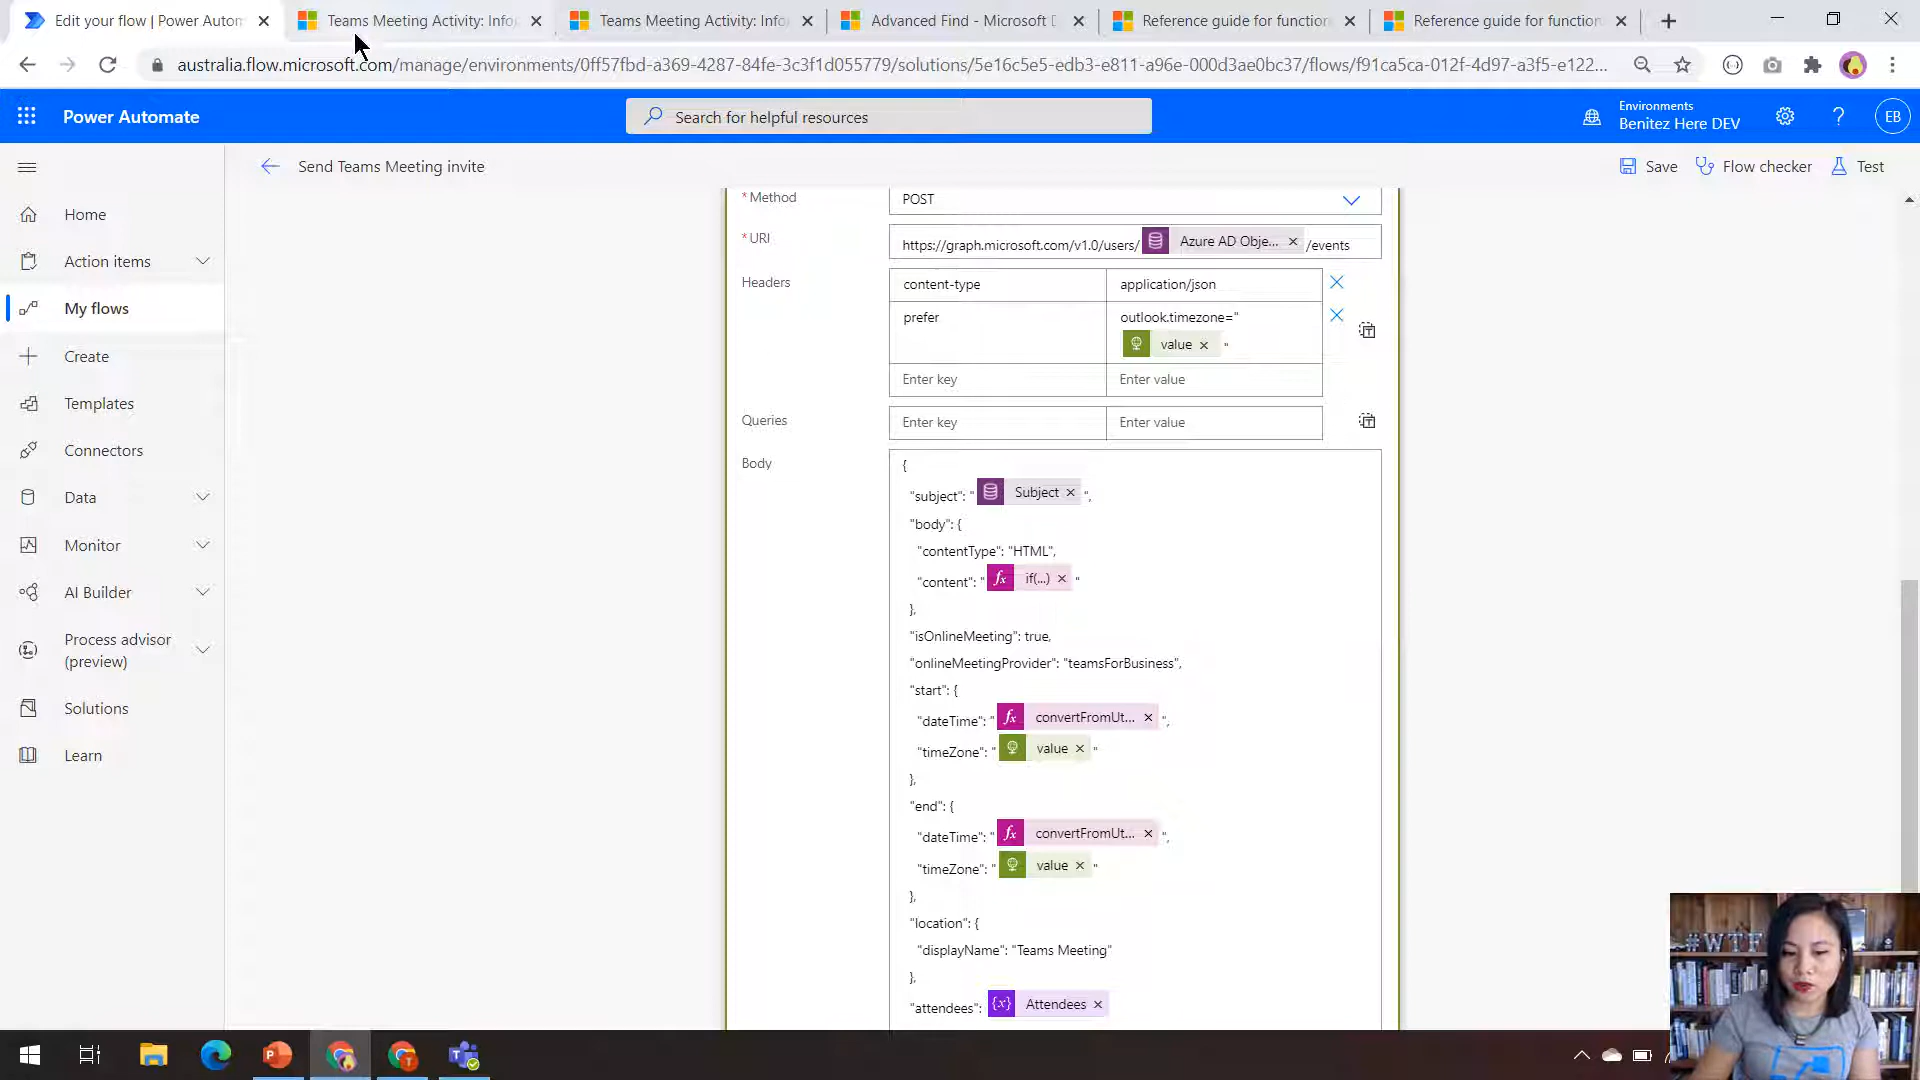 Edit your flow | Power Autom
Teams Meeting Activity: Info
Teams Meeting Activity: Info
Advanced Find - Microsoft D
Reference guide for function
Reference guide for function
australia.flow.microsoft.com/manage/environments/0ff57fbd-a369-4287-84fe-3c3f1d055779/solutions/5e16c5e5-edb3-e811-a96e-000d3ae0bc37/flows/f91ca5ca-012f-4d97-a3f5-e122...
Power Automate
Search for helpful resources
Environments
Benitez Here DEV
?
EB
Send Teams Meeting invite
Save
Flow checker
Test
Home
Action items
My flows
Create
Templates
Connectors
Data
Monitor
AI Builder
Process advisor
(preview)
Solutions
Learn
* Method
POST
* URI
https://graph.microsoft.com/v1.0/users/ Azure AD Obje... × /events
Headers
content-type
application/json
prefer
outlook.timezone="
value × "
Enter key
Enter value
Queries
Enter key
Enter value
Body
{
"subject": " Subject × ",
"body": {
"contentType": "HTML",
"content": " fx if(...) × "
},
"isOnlineMeeting": true,
"onlineMeetingProvider": "teamsForBusiness",
"start": {
"dateTime": " fx convertFromUt... × ",
"timeZone": " value × "
},
"end": {
"dateTime": " fx convertFromUt... × ",
"timeZone": " value × "
},
"location": {
"displayName": "Teams Meeting"
},
"attendees": {x} Attendees ×
#WTF